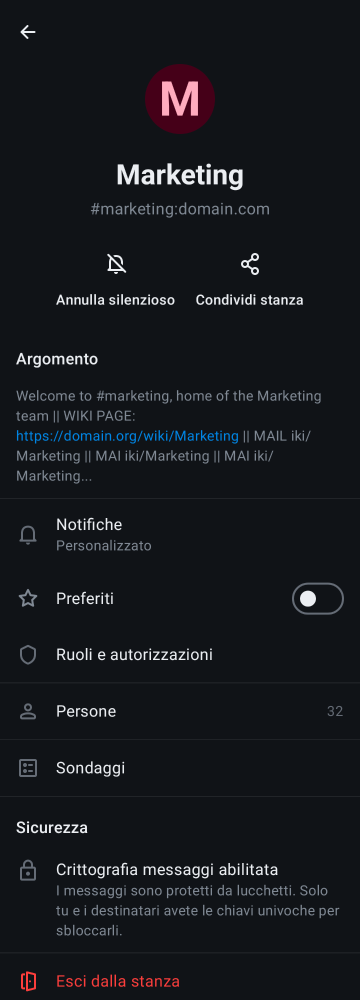 M
Marketing
#marketing:domain.com
Annulla silenzioso
Condividi stanza
Argomento
Welcome to #marketing, home of the Marketing
team || WIKI PAGE:
https://domain.org/wiki/Marketing || MAIL iki/
Marketing || MAI iki/Marketing || MAI iki/
Marketing...
Notifiche
Personalizzato
Preferiti
Ruoli e autorizzazioni
Persone 32
Sondaggi
Sicurezza
Crittografia messaggi abilitata
I messaggi sono protetti da lucchetti. Solo
tu e i destinatari avete le chiavi univoche per
sbloccarli.
Esci dalla stanza